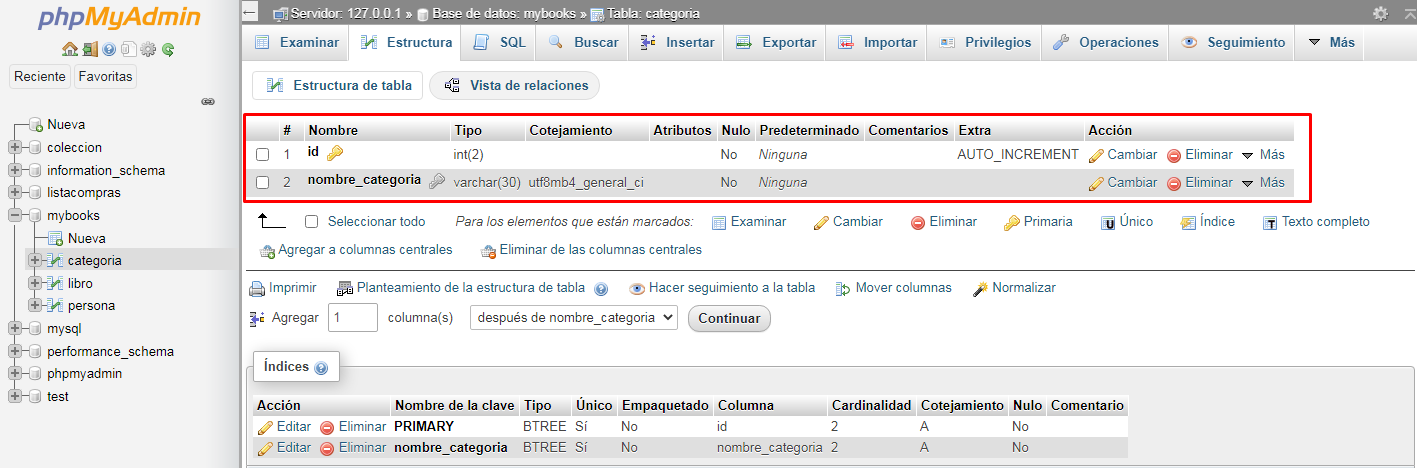 phpMyAdmin
Reciente Favoritas
Nueva
coleccion
information_schema
listacompras
mybooks
Nueva
categoria
libro
persona
mysql
performance_schema
phpmyadmin
test
Servidor: 127.0.0.1 » Base de datos: mybooks » Tabla: categoria
Examinar Estructura SQL Buscar Insertar Exportar Importar Privilegios Operaciones Seguimiento Más
Estructura de tabla Vista de relaciones
# Nombre Tipo Cotejamiento Atributos Nulo Predeterminado Comentarios Extra Acción
1 id int(2) No Ninguna AUTO_INCREMENT Cambiar Eliminar Más
2 nombre_categoria varchar(30) utf8mb4_general_ci No Ninguna Cambiar Eliminar Más
Seleccionar todo Para los elementos que están marcados: Examinar Cambiar Eliminar Primaria Único Índice Texto completo
Agregar a columnas centrales Eliminar de las columnas centrales
Imprimir Planteamiento de la estructura de tabla Hacer seguimiento a la tabla Mover columnas Normalizar
Agregar 1 columna(s) después de nombre_categoria Continuar
Índices
Acción Nombre de la clave Tipo Único Empaquetado Columna Cardinalidad Cotejamiento Nulo Comentario
Editar Eliminar PRIMARY BTREE Sí No id 2 A No
Editar Eliminar nombre_categoria BTREE Sí No nombre_categoria 2 A No